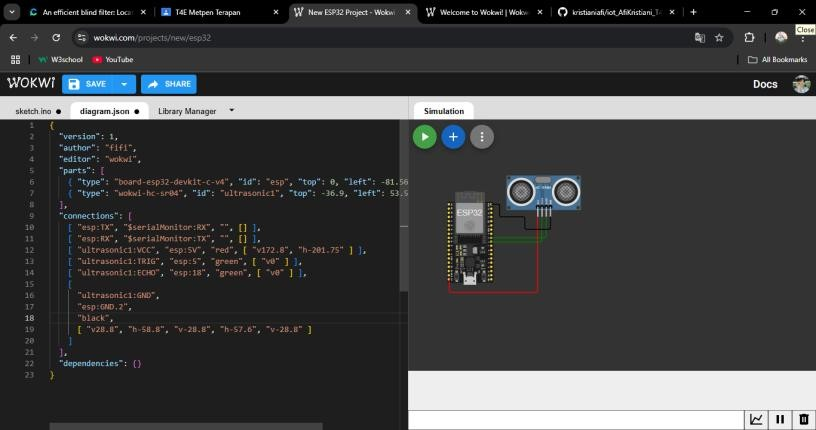 An efficient blind filter: Loca
T4E Metpen Terapan
New ESP32 Project - Wokwi
Welcome to Wokwi! | Wokw
kristianiafi/iot_AfiKristiani_T4
Close
wokwi.com/projects/new/esp32
W3school
YouTube
All Bookmarks
WOKWi
SAVE
SHARE
Docs
sketch.ino ●
diagram.json ●
Library Manager
Simulation
1 {
2 "version": 1,
3 "author": "fifi",
4 "editor": "wokwi",
5 "parts": [
6 { "type": "board-esp32-devkit-c-v4", "id": "esp", "top": 0, "left": -81.56
7 { "type": "wokwi-hc-sr04", "id": "ultrasonic1", "top": -36.9, "left": 53.5
8 ],
9 "connections": [
10 [ "esp:TX", "$serialMonitor:RX", "", [] ],
11 [ "esp:RX", "$serialMonitor:TX", "", [] ],
12 [ "ultrasonic1:VCC", "esp:5V", "red", [ "v172.8", "h-201.75" ] ],
13 [ "ultrasonic1:TRIG", "esp:5", "green", [ "v0" ] ],
14 [ "ultrasonic1:ECHO", "esp:18", "green", [ "v0" ] ],
15 [
16 "ultrasonic1:GND",
17 "esp:GND.2",
18 "black",
19 [ "v28.8", "h-58.8", "v-28.8", "h-57.6", "v-28.8" ]
20 ]
21 ],
22 "dependencies": {}
23 }
ESP32